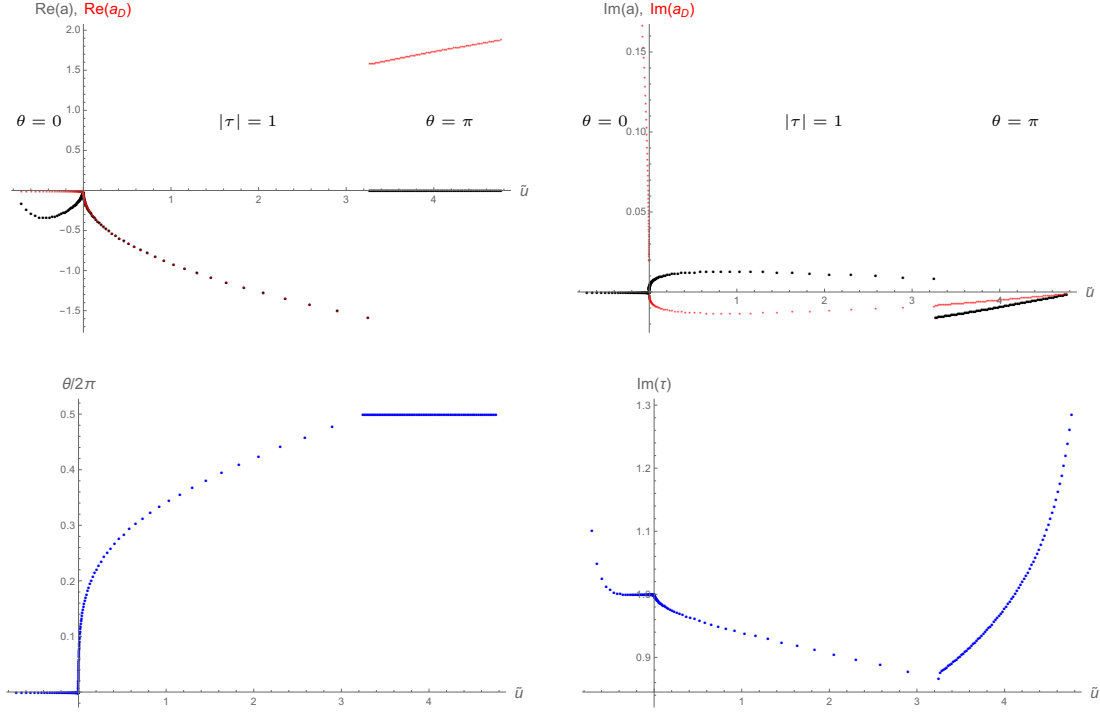 Re(a), Re(a_D)
2.0
1.5
1.0
0.5
-0.5
-1.0
-1.5
1 2 3 4
ũ
θ = 0 |τ| = 1 θ = π
Im(a), Im(a_D)
0.15
0.10
0.05
1 2 3 4
ũ
θ = 0 |τ| = 1 θ = π
θ/2π
0.5
0.4
0.3
0.2
0.1
1 2 3 4
ũ
Im(τ)
1.3
1.2
1.1
1.0
0.9
1 2 3 4
ũ